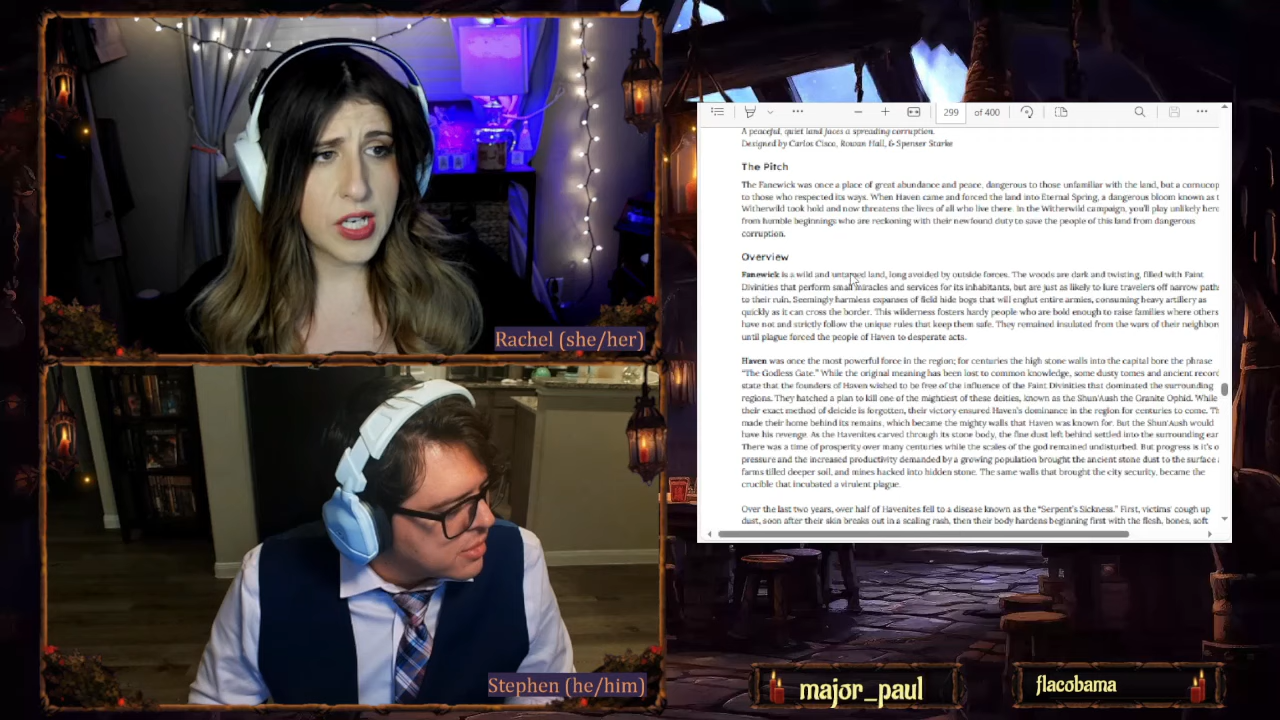 299 of 400
A peaceful, quiet land faces a spreading corruption.
Designed by Carlos Cisco, Rowan Hall, & Spenser Starke
The Pitch
The Fanewick was once a place of great abundance and peace, dangerous to those unfamiliar with the land, but a cornucop
to those who respected its ways. When Haven came and forced the land into Eternal Spring, a dangerous bloom known as t
Witherwild took hold and now threatens the lives of all who live there. In the Witherwild campaign, you'll play unlikely hero
from humble beginnings who are reckoning with their newfound duty to save the people of this land from dangerous
corruption.
Overview
Fanewick is a wild and untamed land, long avoided by outside forces. The woods are dark and twisting, filled with Faint
Divinities that perform small miracles and services for its inhabitants, but are just as likely to lure travelers off narrow paths
to their ruin. Seemingly harmless expanses of field hide bogs that will englut entire armies, consuming heavy artillery as
quickly as it can cross the border. This wilderness fosters hardy people who are bold enough to raise families where others
have not and strictly follow the unique rules that keep them safe. They remained insulated from the wars of their neighbor
until plague forced the people of Haven to desperate acts.
Haven was once the most powerful force in the region; for centuries the high stone walls into the capital bore the phrase
“The Godless Gate.” While the original meaning has been lost to common knowledge, some dusty tomes and ancient record
state that the founders of Haven wished to be free of the influence of the Faint Divinities that dominated the surrounding
regions. They hatched a plan to kill one of the mightiest of these deities, known as the Shun'Aush the Granite Ophid. While
their exact method of deicide is forgotten, their victory ensured Haven's dominance in the region for centuries to come. Th
made their home behind its remains, which became the mighty walls that Haven was known for. But the Shun'Aush would
have his revenge. As the Havenites carved through its stone body, the fine dust left behind settled into the surrounding ear
There was a time of prosperity over many centuries while the scales of the god remained undisturbed. But progress is it's o
pressure and the increased productivity demanded by a growing population brought the ancient stone dust to the surface
farms tilled deeper soil, and mines hacked into hidden stone. The same walls that brought the city security, became the
crucible that incubated a virulent plague.
Over the last two years, over half of Havenites fell to a disease known as the “Serpent's Sickness.” First, victims' cough up
dust, soon after their skin breaks out in a scaling rash, then their body hardens beginning first with the flesh, bones, soft
Rachel (she/her)
Stephen (he/him)
major_paul
flacobama